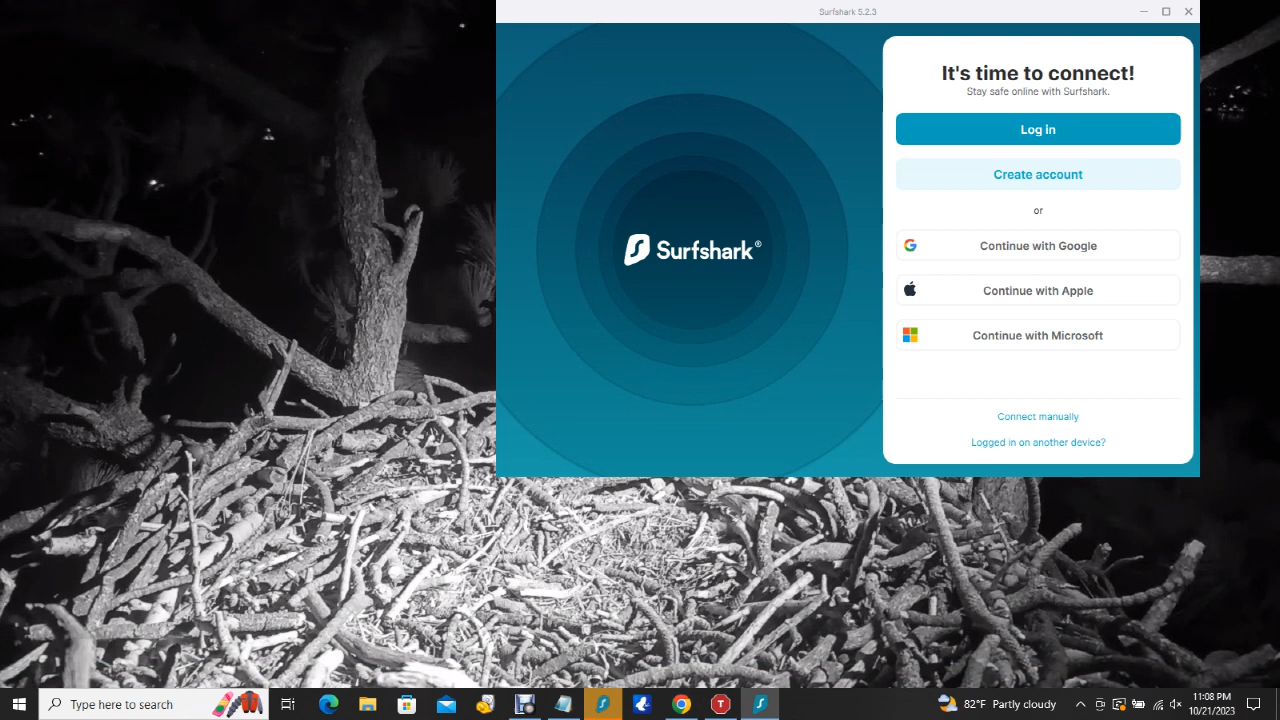 Surfshark 5.2.3
Surfshark®
It's time to connect!
Stay safe online with Surfshark.
Log in
Create account
or
Continue with Google
Continue with Apple
Continue with Microsoft
Connect manually
Logged in on another device?
Type here to search
T
82°F Partly cloudy
11:08 PM
10/21/2023